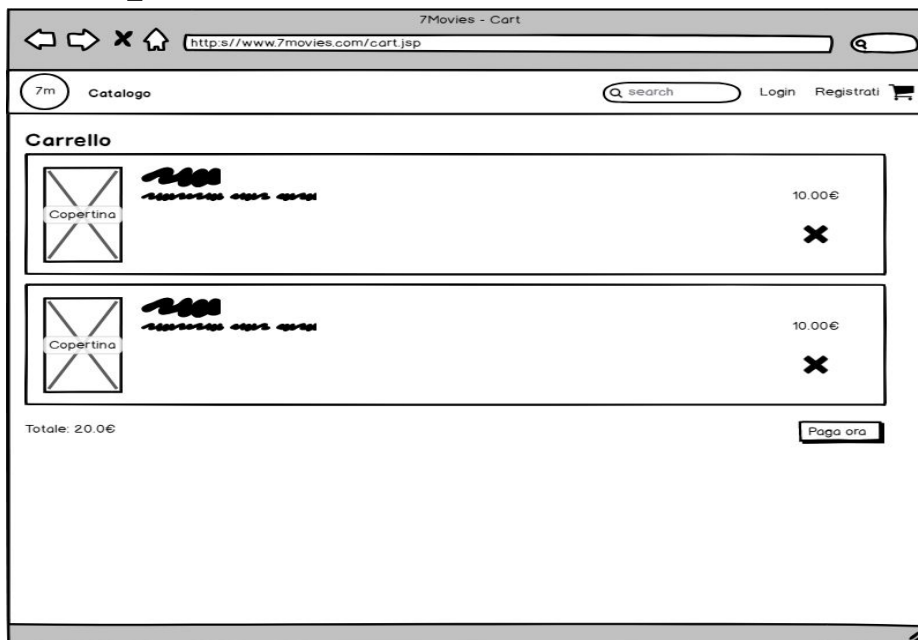 7Movies - Cart
http:s//www.7movies.com/cart.jsp
7m Catalogo search Login Registrati
Carrello
Copertina
10.00€
Copertina
10.00€
Totale: 20.0€ Paga ora